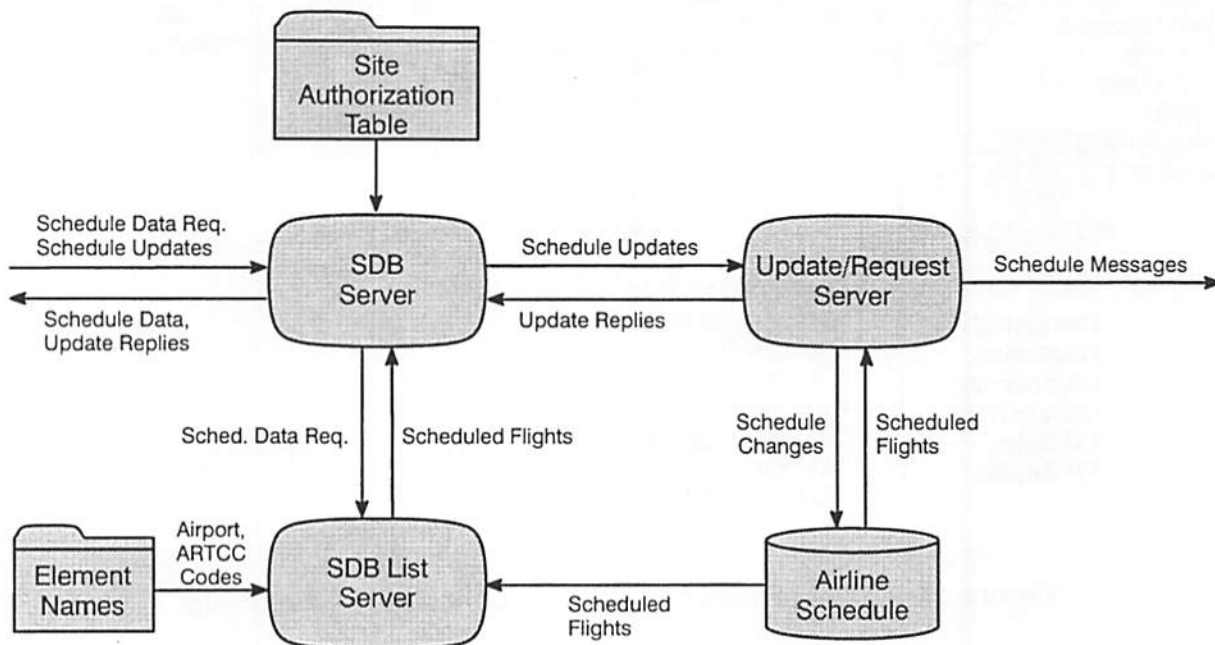 Site
Authorization
Table
Schedule Data Req.
Schedule Updates
SDB
Server
Schedule Updates
Update/Request
Server
Schedule Messages
Schedule Data,
Update Replies
Update Replies
Sched. Data Req.
Scheduled Flights
Schedule
Changes
Scheduled
Flights
Element
Names
Airport,
ARTCC
Codes
SDB List
Server
Scheduled
Flights
Airline
Schedule